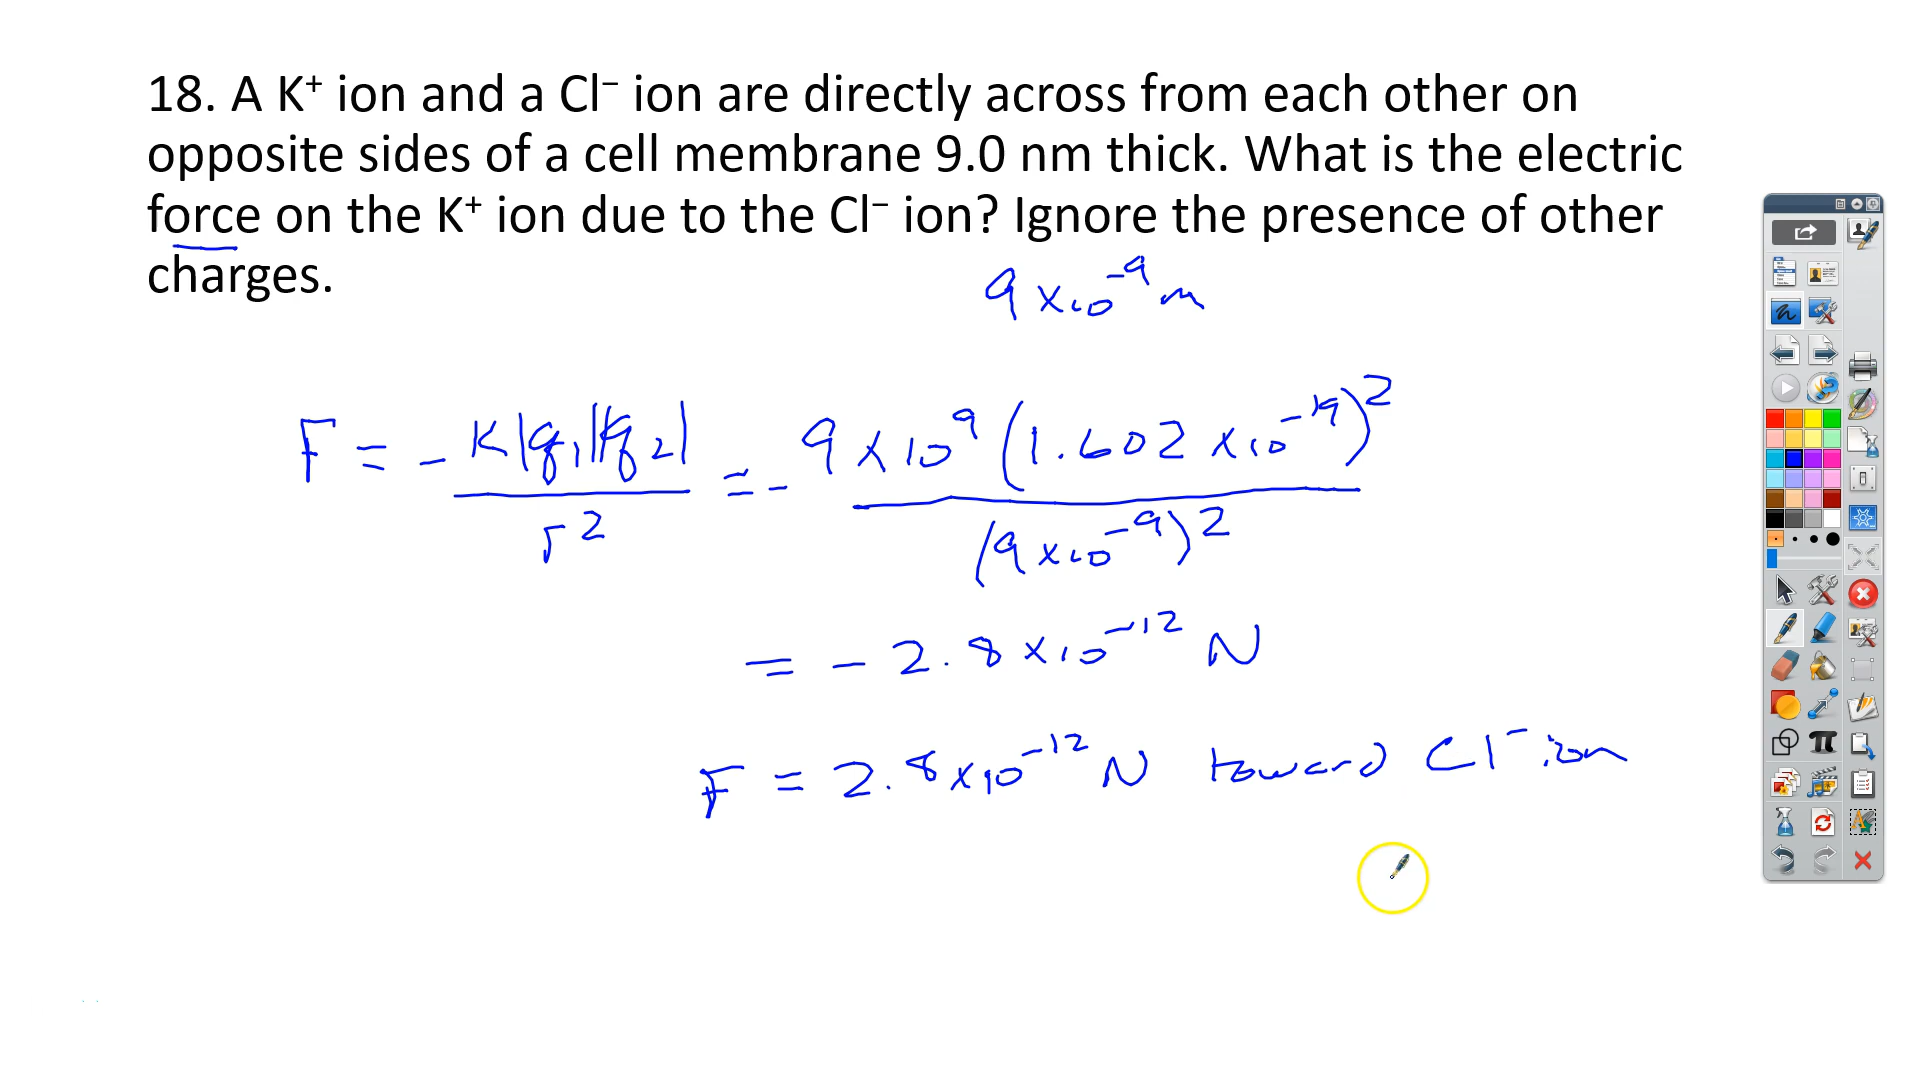 18. A K⁺ ion and a Cl⁻ ion are directly across from each other on
opposite sides of a cell membrane 9.0 nm thick. What is the electric
force on the K⁺ ion due to the Cl⁻ ion? Ignore the presence of other
charges.
9 x10⁻⁹ m
F = - K|q₁||q₂| / r² = - 9 x 10⁹ (1.602 x10⁻¹⁹)² / (9 x10⁻⁹)²
= - 2.8 x10⁻¹² N
F = 2.8 x10⁻¹² N toward Cl⁻ ion